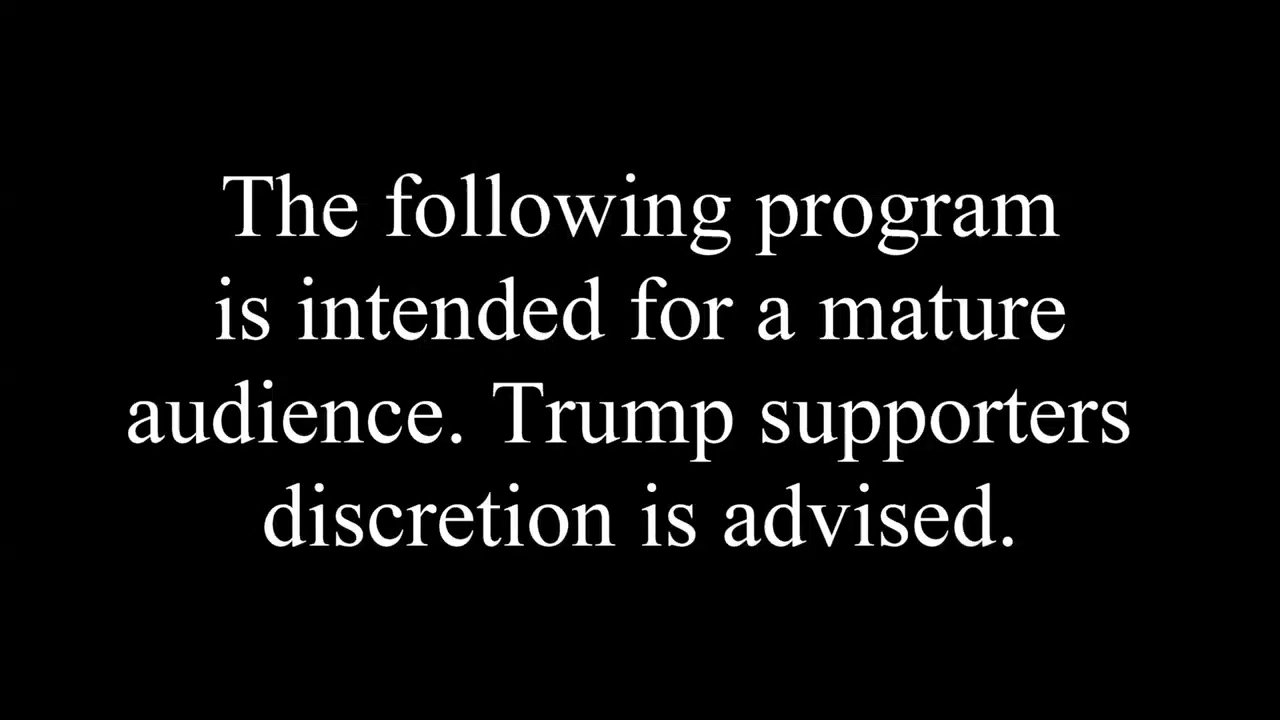 The following program
is intended for a mature
audience. Trump supporters
discretion is advised.